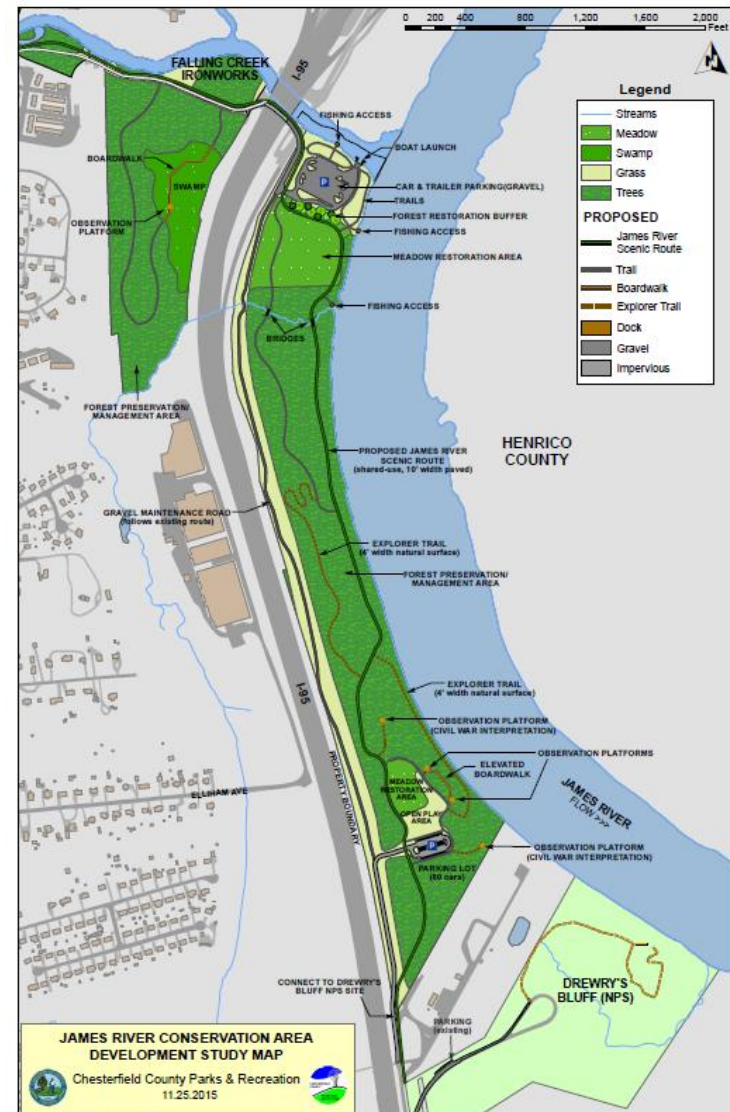 0 200 400 800 1,200 1,600 2,000
Feet
N
FALLING CREEK
IRONWORKS
I-95
FISHING ACCESS
BOAT LAUNCH
BOARDWALK
SWAMP
OBSERVATION
PLATFORM
P
CAR & TRAILER PARKING(GRAVEL)
TRAILS
FOREST RESTORATION BUFFER
FISHING ACCESS
MEADOW RESTORATION AREA
FISHING ACCESS
BRIDGES
Legend
Streams
Meadow
Swamp
Grass
Trees
PROPOSED
James River
Scenic Route
Trail
Boardwalk
Explorer Trail
Dock
Gravel
Impervious
FOREST PRESERVATION/
MANAGEMENT AREA
HENRICO
COUNTY
PROPOSED JAMES RIVER
SCENIC ROUTE
(shared-use, 10' width paved)
GRAVEL MAINTENANCE ROAD
(follows existing route)
EXPLORER TRAIL
(4' width natural surface)
FOREST PRESERVATION/
MANAGEMENT AREA
I-95
EXPLORER TRAIL
(4' width natural surface)
OBSERVATION PLATFORM
(CIVIL WAR INTERPRETATION)
OBSERVATION PLATFORMS
ELEVATED
BOARDWALK
PROPERTY BOUNDARY
MEADOW
RESTORATION
AREA
OPEN PLAY
AREA
ELLIHAM AVE
JAMES RIVER
FLOW >>>
P
PARKING LOT
(60 cars)
OBSERVATION PLATFORM
(CIVIL WAR INTERPRETATION)
CONNECT TO DREWRY'S
BLUFF NPS SITE
DREWRY'S
BLUFF (NPS)
PARKING
(existing)
JAMES RIVER CONSERVATION AREA
DEVELOPMENT STUDY MAP
Chesterfield County Parks & Recreation
11.25.2015